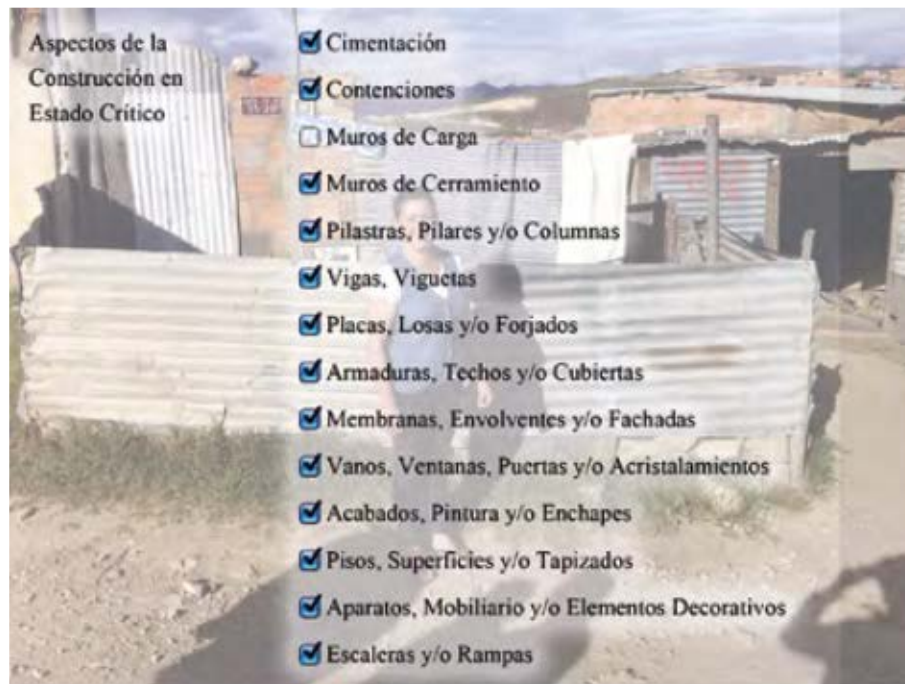 Aspectos de la
Construcción en
Estado Crítico
Cimentación
Contenciones
Muros de Carga
Muros de Cerramiento
Pilastras, Pilares y/o Columnas
Vigas, Viguetas
Placas, Losas y/o Forjados
Armaduras, Techos y/o Cubiertas
Membranas, Envolventes y/o Fachadas
Vanos, Ventanas, Puertas y/o Acristalamientos
Acabados, Pintura y/o Enchapes
Pisos, Superficies y/o Tapizados
Aparatos, Mobiliario y/o Elementos Decorativos
Escaleras y/o Rampas